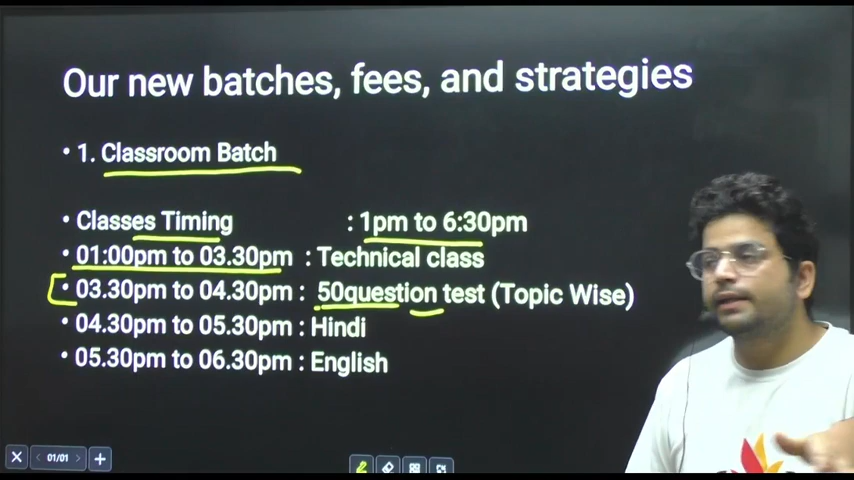 Our new batches, fees, and strategies
• 1. Classroom Batch
• Classes Timing : 1pm to 6:30pm
• 01:00pm to 03.30pm : Technical class
• 03.30pm to 04.30pm : 50question test (Topic Wise)
• 04.30pm to 05.30pm : Hindi
• 05.30pm to 06.30pm : English
01/01